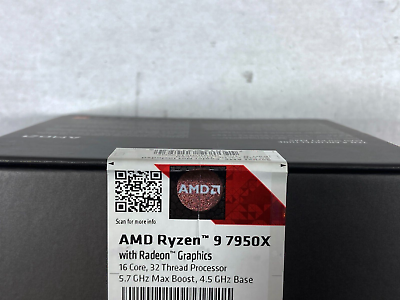 AMD
AMD
Scan for more info
AMD Ryzen™ 9 7950X
with Radeon™ Graphics
16 Core, 32 Thread Processor
5.7 GHz Max Boost, 4.5 GHz Base